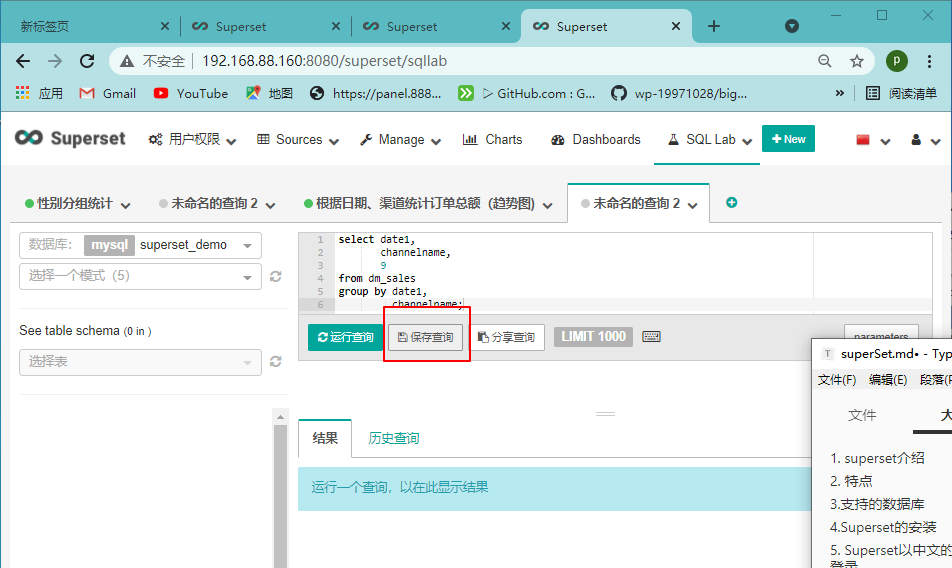 新标签页
Superset
Superset
Superset
不安全
192.168.88.160:8080/superset/sqllab
P
应用
Gmail
YouTube
地图
https://panel.888...
▷ GitHub.com : G...
wp-19971028/big...
»
阅读清单
Superset
用户权限
Sources
Manage
Charts
Dashboards
SQL Lab
+ New
性别分组统计
未命名的查询 2
根据日期、渠道统计订单总额（趋势图)
未命名的查询 2
数据库:
mysql
superset_demo
选择一个模式（5）
See table schema (0 in )
选择表
1 select date1,
2 channelname,
3 9
4 from dm_sales
5 group by date1,
6 channelname;
运行查询
保存查询
分享查询
LIMIT 1000
parameters
结果
历史查询
运行一个查询，以在此显示结果
T superSet.md• - Typ
文件(F)
编辑(E)
段落(P
文件
大
1. superset介绍
2. 特点
3.支持的数据库
4.Superset的安装
5. Superset以中文的
登录